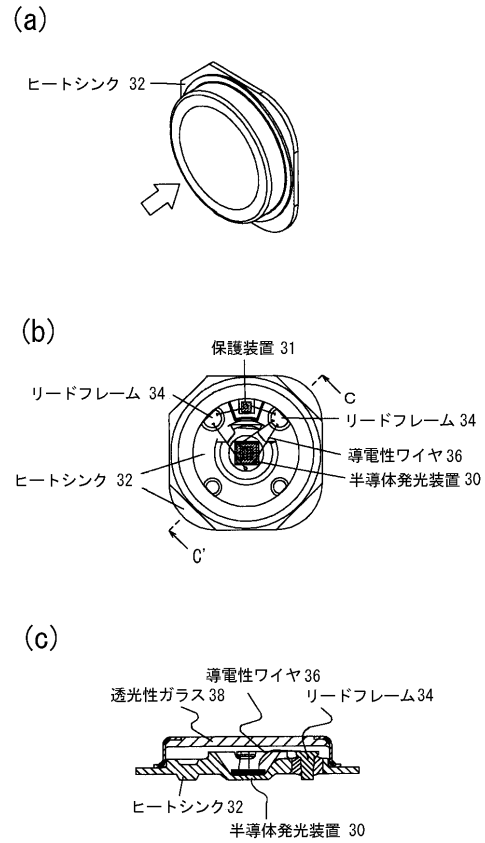 (a)
ヒートシンク 32
(b)
保護装置 31
リードフレーム 34
C
リードフレーム 34
導電性ワイヤ 36
ヒートシンク 32
半導体発光装置 30
C'
(c)
導電性ワイヤ 36
透光性ガラス 38
リードフレーム 34
ヒートシンク 32
半導体発光装置 30